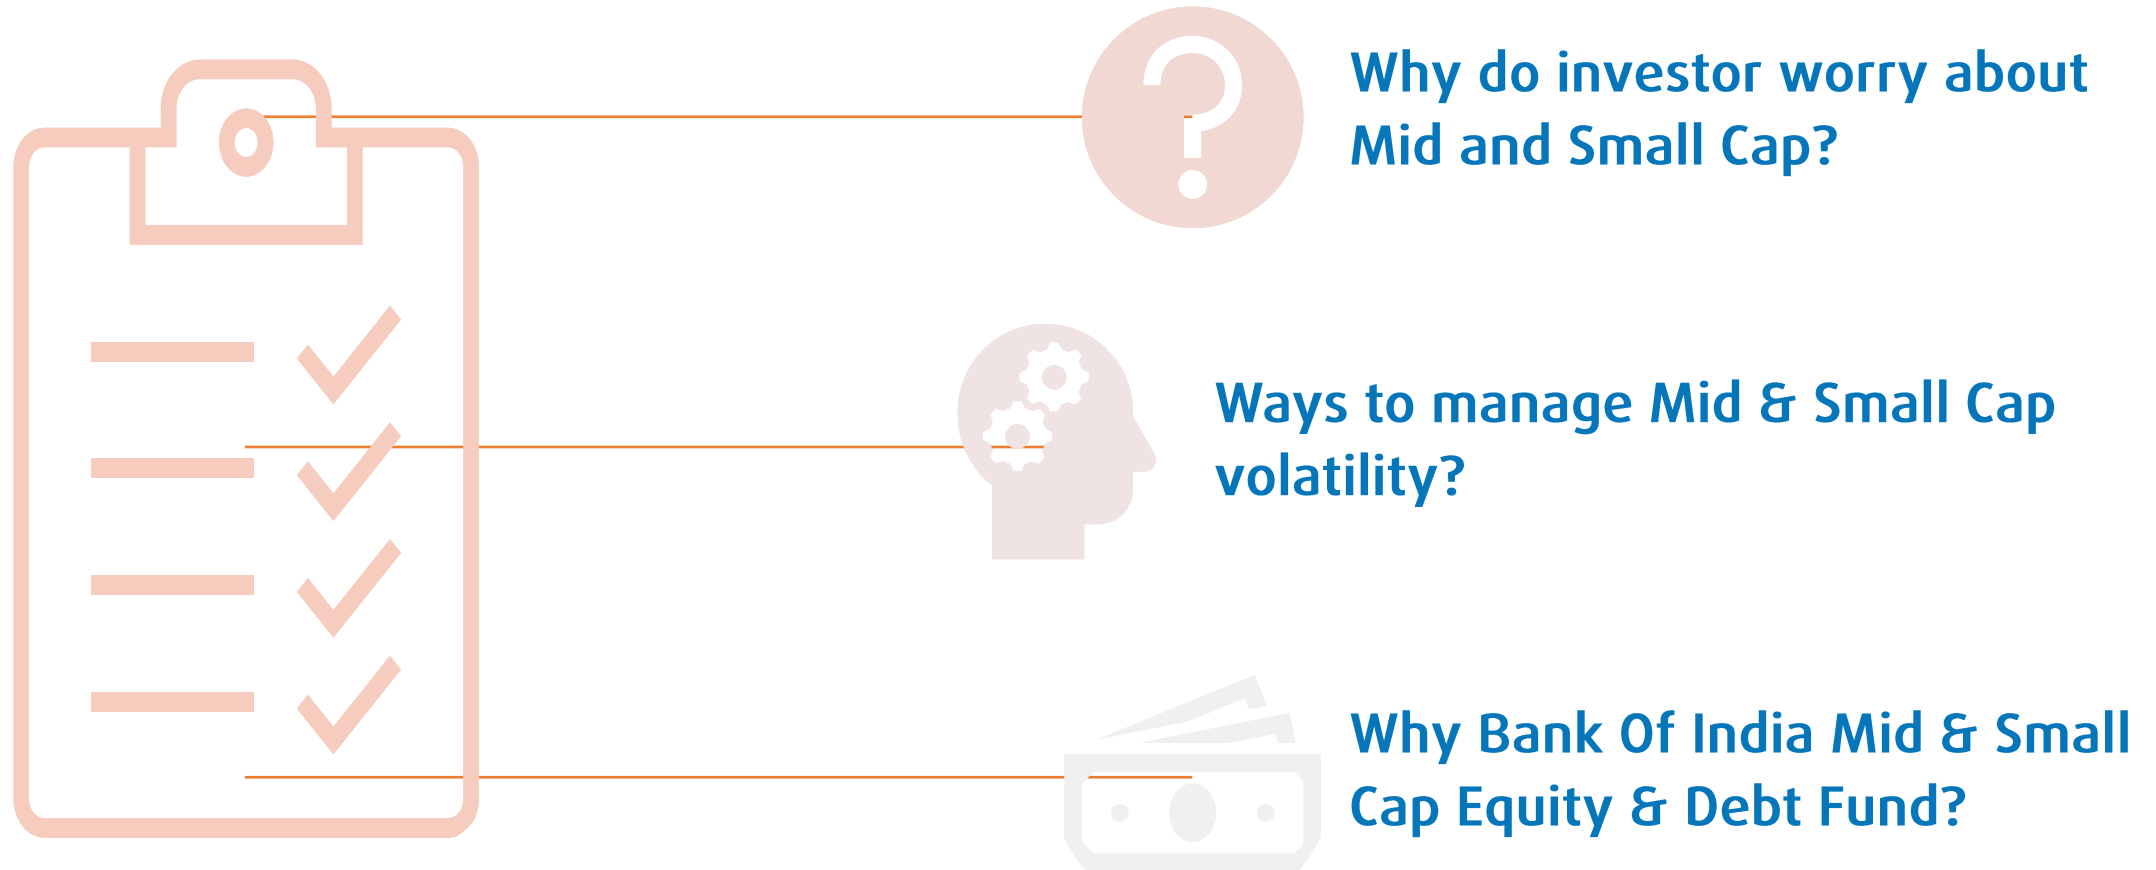 Why do investor worry about
Mid and Small Cap?
Ways to manage Mid & Small Cap
volatility?
Why Bank Of India Mid & Small
Cap Equity & Debt Fund?